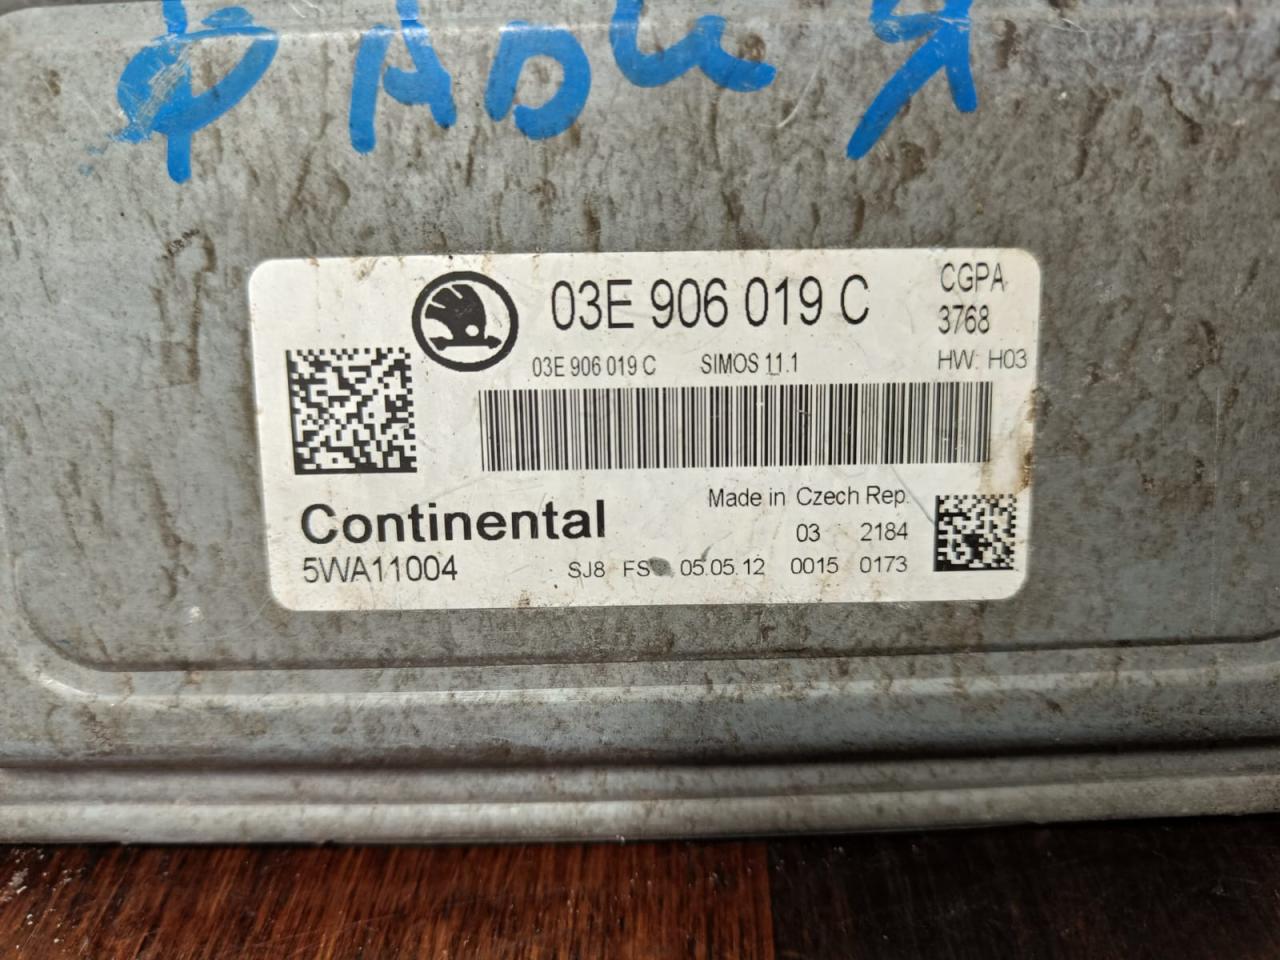 ФАБИЯ
03E 906 019 C
CGPA
3768
03E 906 019 C SIMOS 11.1 HW: H03
Continental
Made in Czech Rep.
03 2184
5WA11004
SJ8 FS 05.05.12 0015 0173